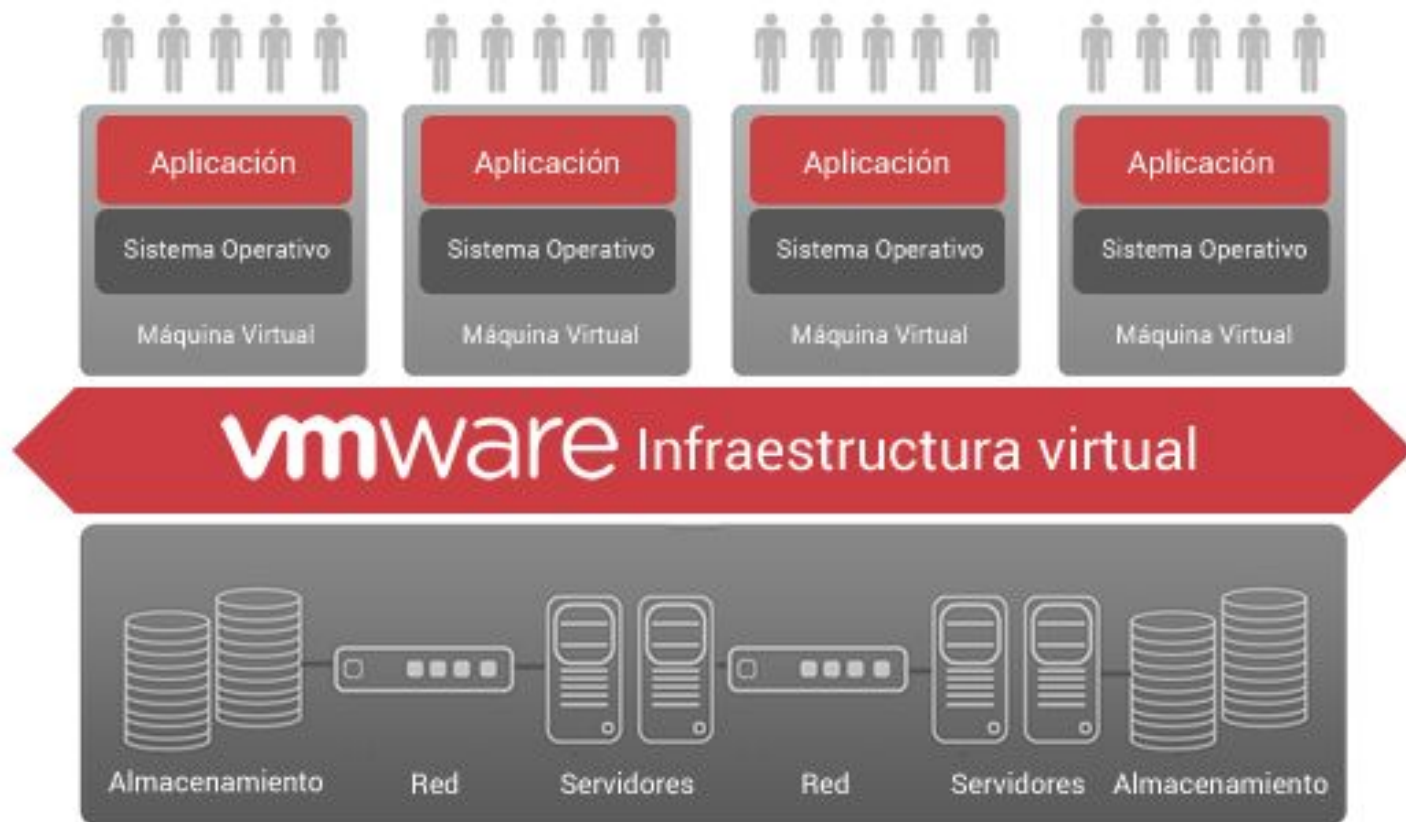 Aplicación Aplicación Aplicación Aplicación
Sistema Operativo Sistema Operativo Sistema Operativo Sistema Operativo
Máquina Virtual Máquina Virtual Máquina Virtual Máquina Virtual
vmware Infraestructura virtual
Almacenamiento Red Servidores Red Servidores Almacenamiento